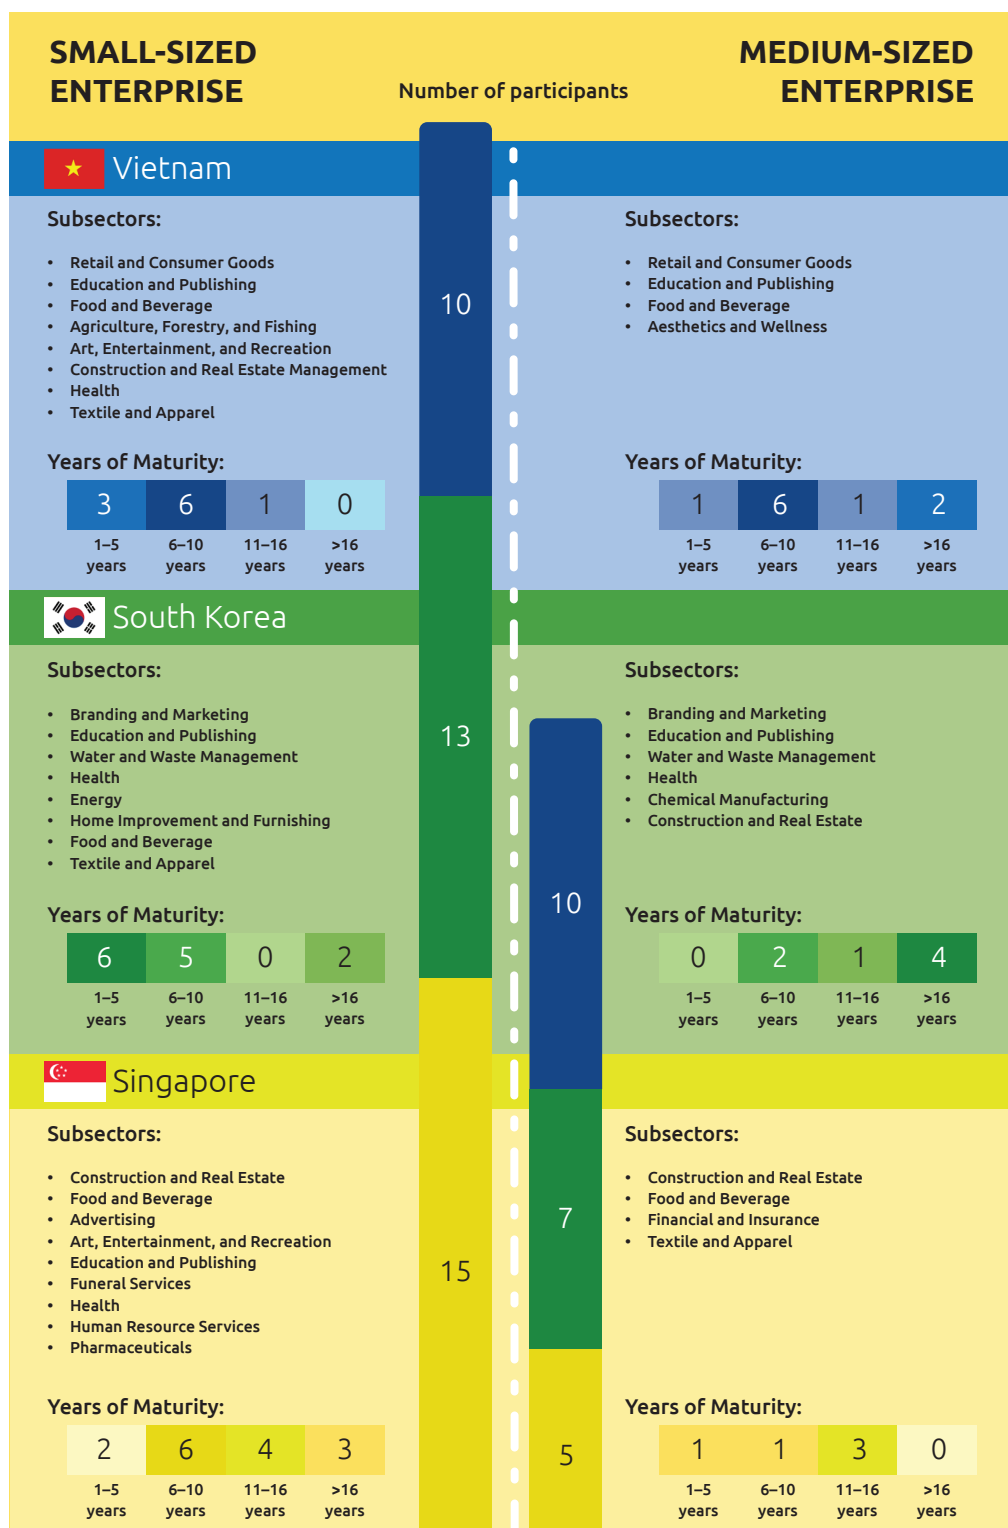 SMALL-SIZED
ENTERPRISE
Number of participants
MEDIUM-SIZED
ENTERPRISE
Vietnam
Subsectors:
• Retail and Consumer Goods
• Education and Publishing
• Food and Beverage
• Agriculture, Forestry, and Fishing
• Art, Entertainment, and Recreation
• Construction and Real Estate Management
• Health
• Textile and Apparel
Years of Maturity:
3 6 1 0
1–5 6–10 11–16 >16
years years years years
10
Subsectors:
• Retail and Consumer Goods
• Education and Publishing
• Food and Beverage
• Aesthetics and Wellness
Years of Maturity:
1 6 1 2
1–5 6–10 11–16 >16
years years years years
South Korea
Subsectors:
• Branding and Marketing
• Education and Publishing
• Water and Waste Management
• Health
• Energy
• Home Improvement and Furnishing
• Food and Beverage
• Textile and Apparel
Years of Maturity:
6 5 0 2
1–5 6–10 11–16 >16
years years years years
13
10
Subsectors:
• Branding and Marketing
• Education and Publishing
• Water and Waste Management
• Health
• Chemical Manufacturing
• Construction and Real Estate
Years of Maturity:
0 2 1 4
1–5 6–10 11–16 >16
years years years years
Singapore
Subsectors:
• Construction and Real Estate
• Food and Beverage
• Advertising
• Art, Entertainment, and Recreation
• Education and Publishing
• Funeral Services
• Health
• Human Resource Services
• Pharmaceuticals
Years of Maturity:
2 6 4 3
1–5 6–10 11–16 >16
years years years years
15
7
5
Subsectors:
• Construction and Real Estate
• Food and Beverage
• Financial and Insurance
• Textile and Apparel
Years of Maturity:
1 1 3 0
1–5 6–10 11–16 >16
years years years years